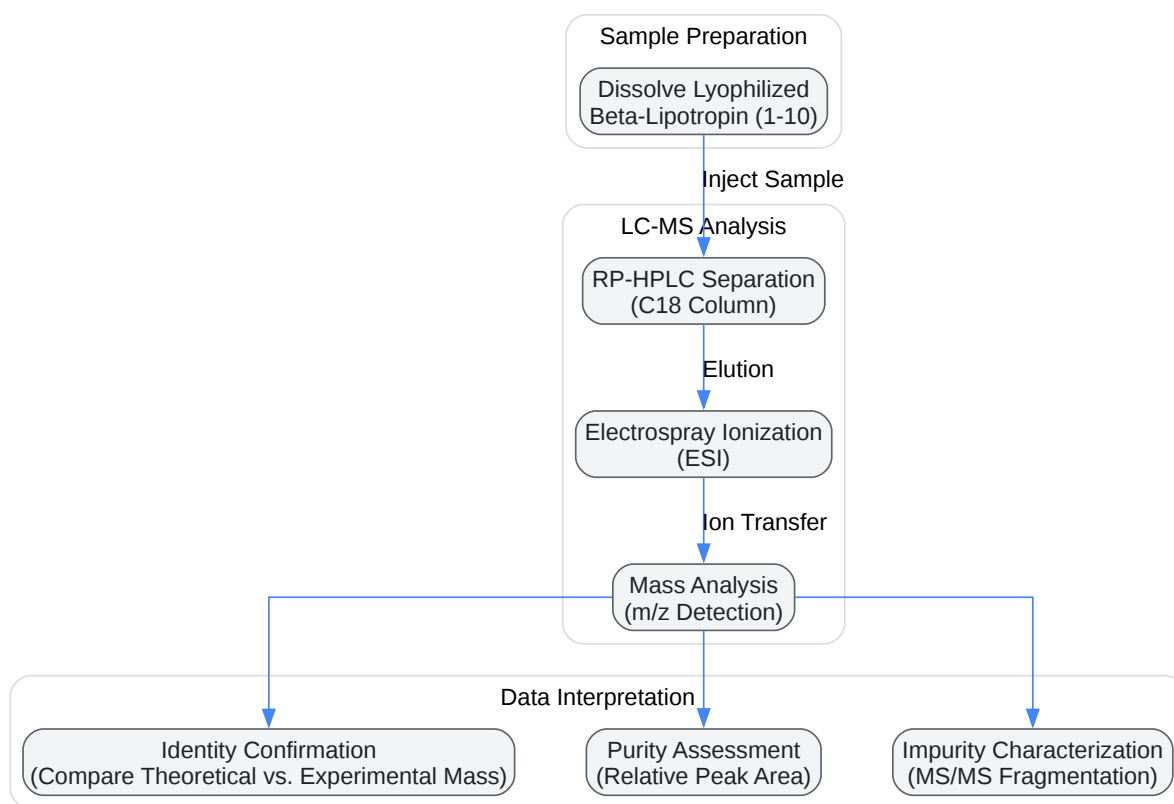 Sample Preparation
Dissolve Lyophilized
Beta-Lipotropin (1-10)
Inject Sample
LC-MS Analysis
RP-HPLC Separation
(C18 Column)
Elution
Electrospray Ionization
(ESI)
Ion Transfer
Mass Analysis
(m/z Detection)
Data Interpretation
Identity Confirmation
(Compare Theoretical vs. Experimental Mass)
Purity Assessment
(Relative Peak Area)
Impurity Characterization
(MS/MS Fragmentation)